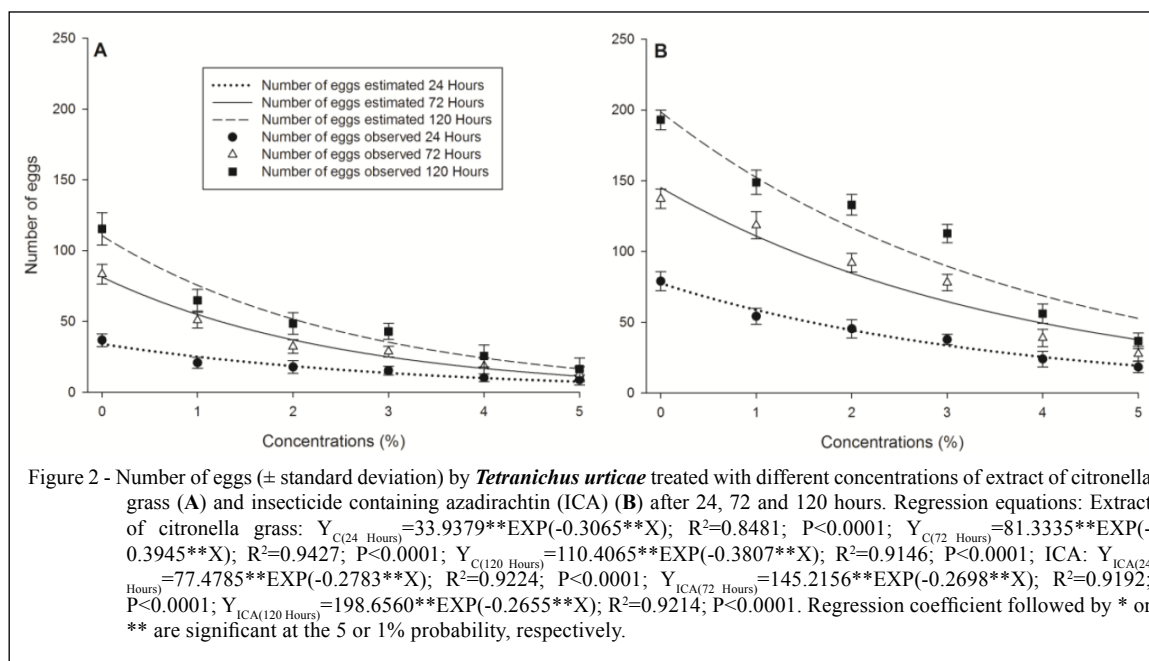 A
B
250
200
150
100
50
0
Number of eggs
Number of eggs estimated 24 Hours
Number of eggs estimated 72 Hours
Number of eggs estimated 120 Hours
Number of eggs observed 24 Hours
Number of eggs observed 72 Hours
Number of eggs observed 120 Hours
0 1 2 3 4 5
Concentrations (%)
250
200
150
100
50
0
0 1 2 3 4 5
Concentrations (%)
Figure 2 - Number of eggs (± standard deviation) by Tetranichus urticae treated with different concentrations of extract of citronella
grass (A) and insecticide containing azadirachtin (ICA) (B) after 24, 72 and 120 hours. Regression equations: Extract
of citronella grass: Y C(24 Hours)=33.9379**EXP(-0.3065**X); R²=0.8481; P<0.0001; Y C(72 Hours)=81.3335**EXP(-
0.3945**X); R²=0.9427; P<0.0001; Y C(120 Hours)=110.4065**EXP(-0.3807**X); R²=0.9146; P<0.0001; ICA: Y ICA(24
Hours)=77.4785**EXP(-0.2783**X); R²=0.9224; P<0.0001; Y ICA(72 Hours)=145.2156**EXP(-0.2698**X); R²=0.9192;
P<0.0001; Y ICA(120 Hours)=198.6560**EXP(-0.2655**X); R²=0.9214; P<0.0001. Regression coefficient followed by * or
** are significant at the 5 or 1% probability, respectively.